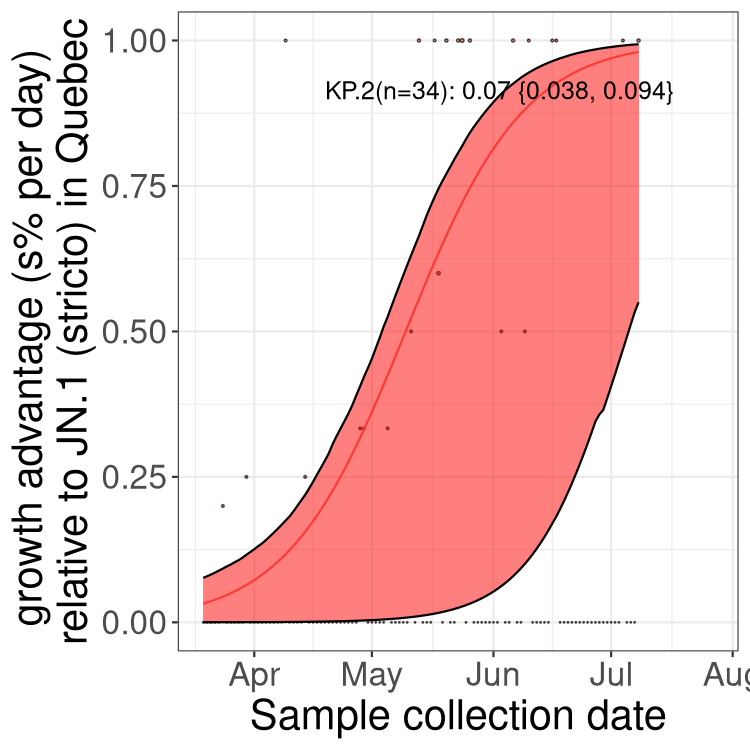 growth advantage (s% per day)
relative to JN.1 (stricto) in Quebec
1.00
0.75
0.50
0.25
0.00
KP.2(n=34): 0.07 {0.038, 0.094}
Apr May Jun Jul Aug
Sample collection date